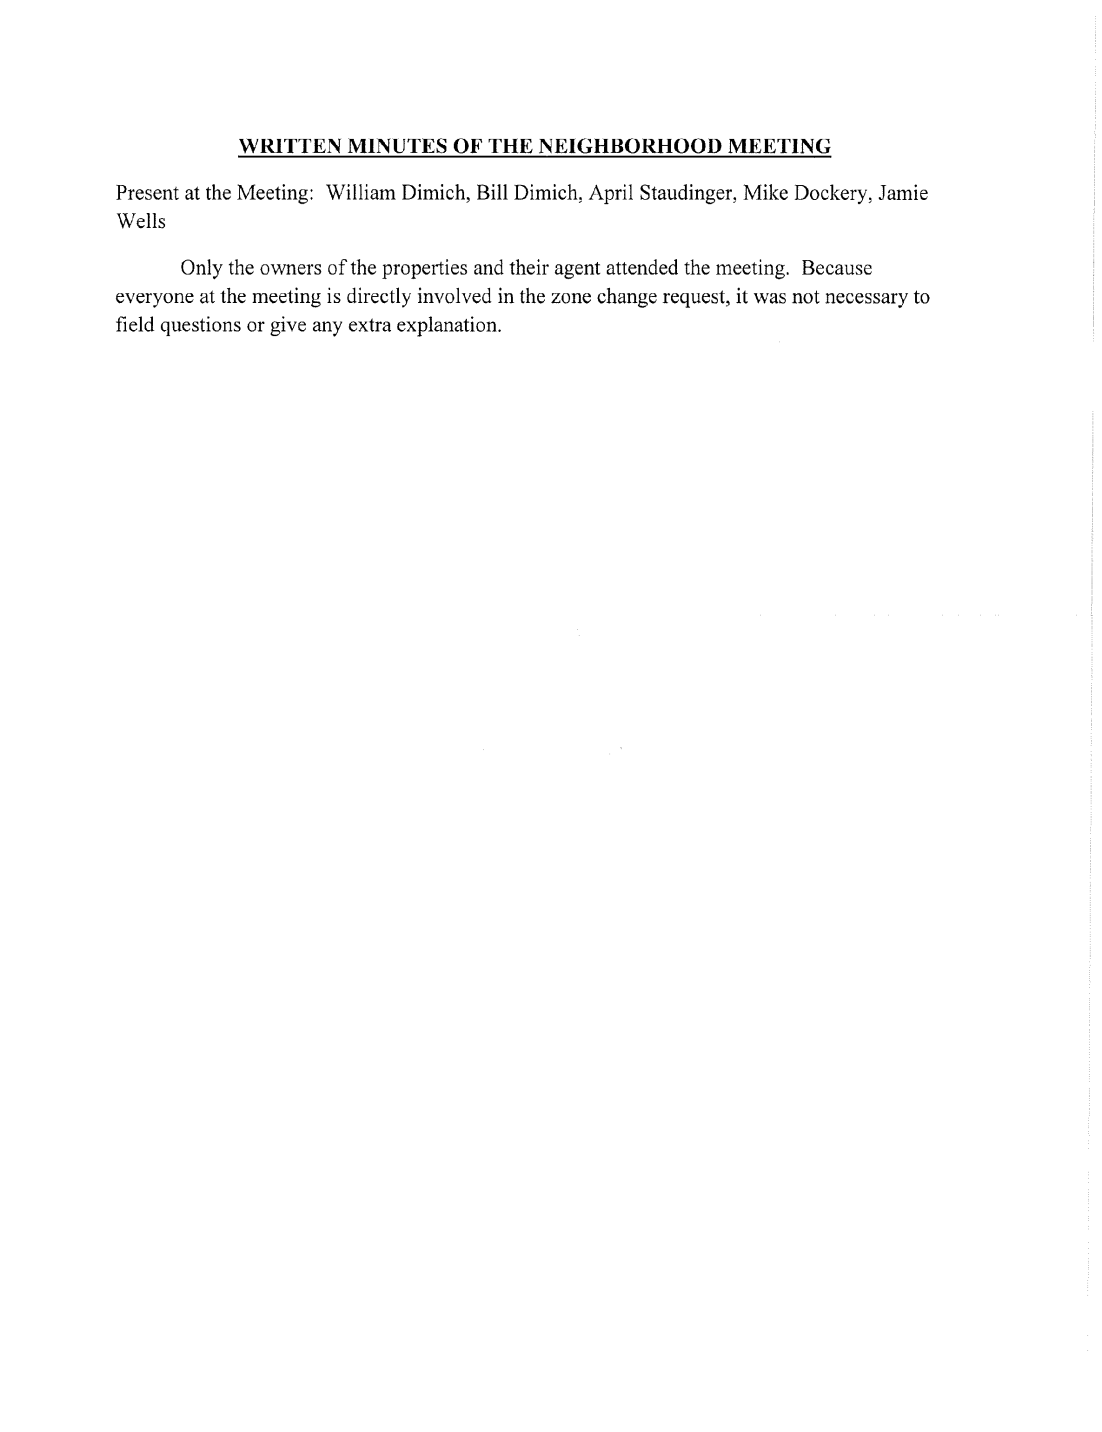 WRITTEN MINUTES OF THE NEIGHBORHOOD MEETING
Present at the Meeting:  William Dimich, Bill Dimich, April Staudinger, Mike Dockery, Jamie
Wells
Only the owners of the properties and their agent attended the meeting.  Because
everyone at the meeting is directly involved in the zone change request, it was not necessary to
field questions or give any extra explanation.